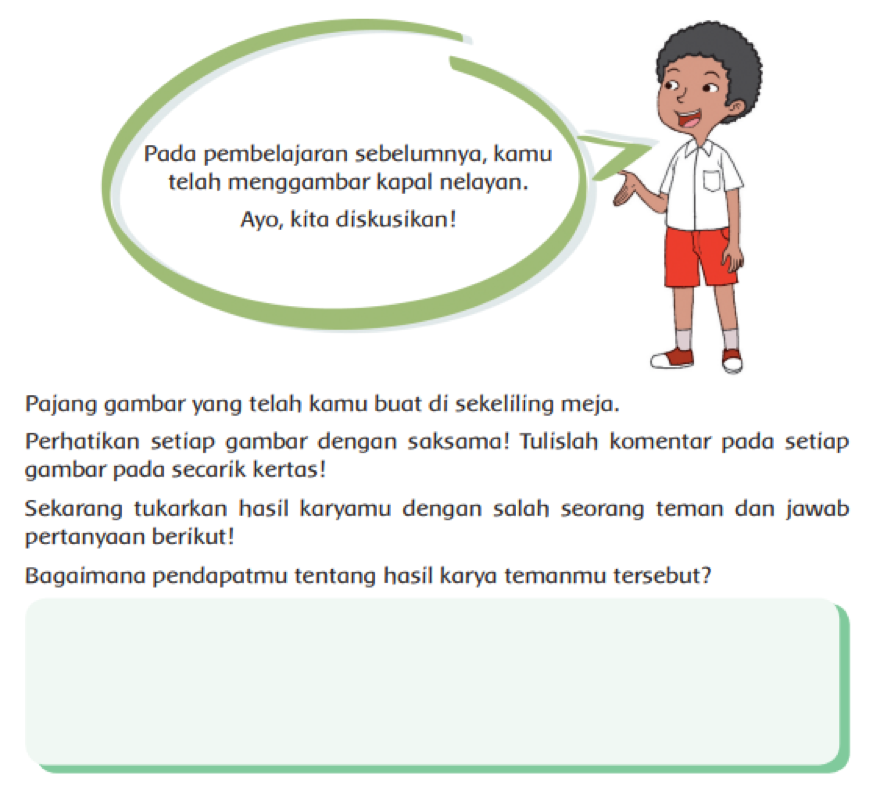 Pada pembelajaran sebelumnya, kamu
telah menggambar kapal nelayan.
Ayo, kita diskusikan!
Pajang gambar yang telah kamu buat di sekeliling meja.
Perhatikan setiap gambar dengan saksama! Tulislah komentar pada setiap
gambar pada secarik kertas!
Sekarang tukarkan hasil karyamu dengan salah seorang teman dan jawab
pertanyaan berikut!
Bagaimana pendapatmu tentang hasil karya temanmu tersebut?